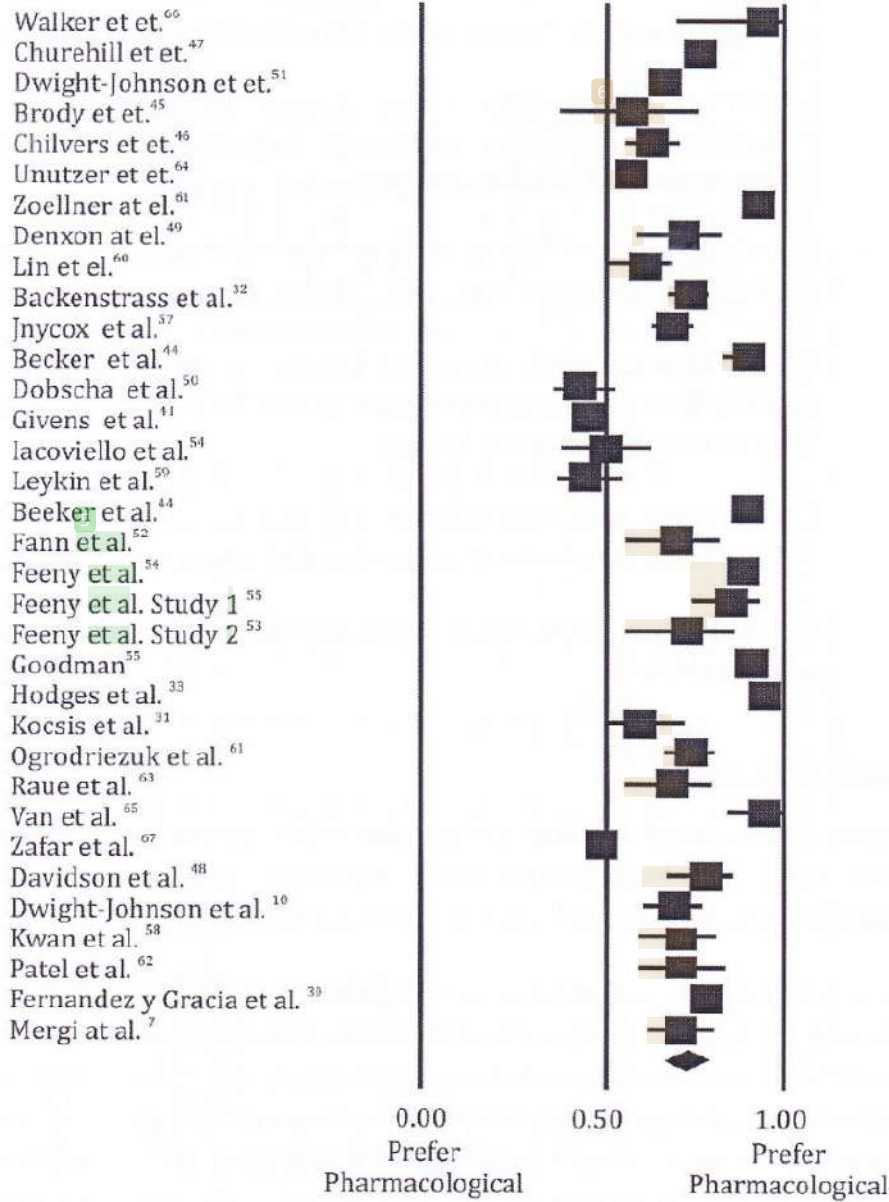 Walker et et.66
Churehill et et.47
Dwight-Johnson et et.51
Brody et et.45
6
Chilvers et al.46
Unutzer et et.64
Zoellner at el.61
Denxon at el.49
Lin et el.60
Backenstrass et al.32
Jnycox et al.37
Becker et al.44
Dobscha et al.50
Givens et al.41
Iacoviello et al.54
Leykin et al.59
Beeker et al.44
Fann et al.52
Feeny et al.54
Feeny et al. Study 1 55
Feeny et al. Study 2 53
Goodman55
Hodges et al. 33
Kocsis et al. 31
Ogrodriezuk et al. 61
Raue et al. 63
Van et al. 65
Zafar et al. 67
Davidson et al. 48
Dwight-Johnson et al. 10
Kwan et al. 58
Patel et al. 62
Fernandez y Gracia et al. 30
Mergi at al. 7
0.00 0.50 1.00
Prefer Prefer
Pharmacological Pharmacological